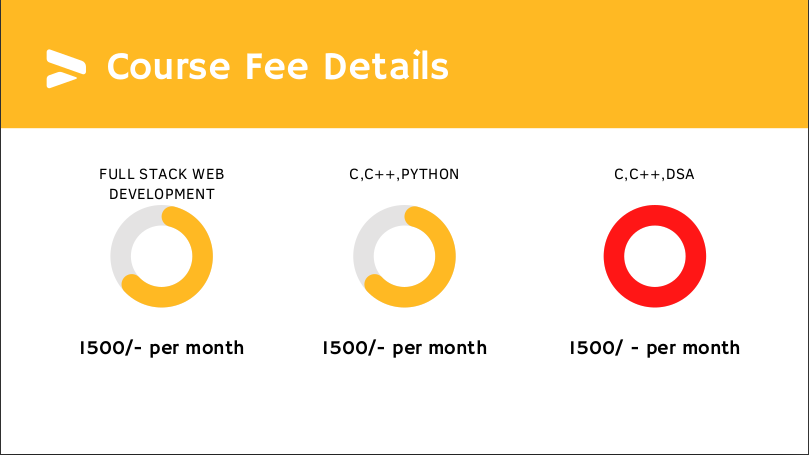 Course Fee Details
FULL STACK WEB
DEVELOPMENT
C,C++,PYTHON
C,C++,DSA
1500/- per month
1500/- per month
1500/ - per month